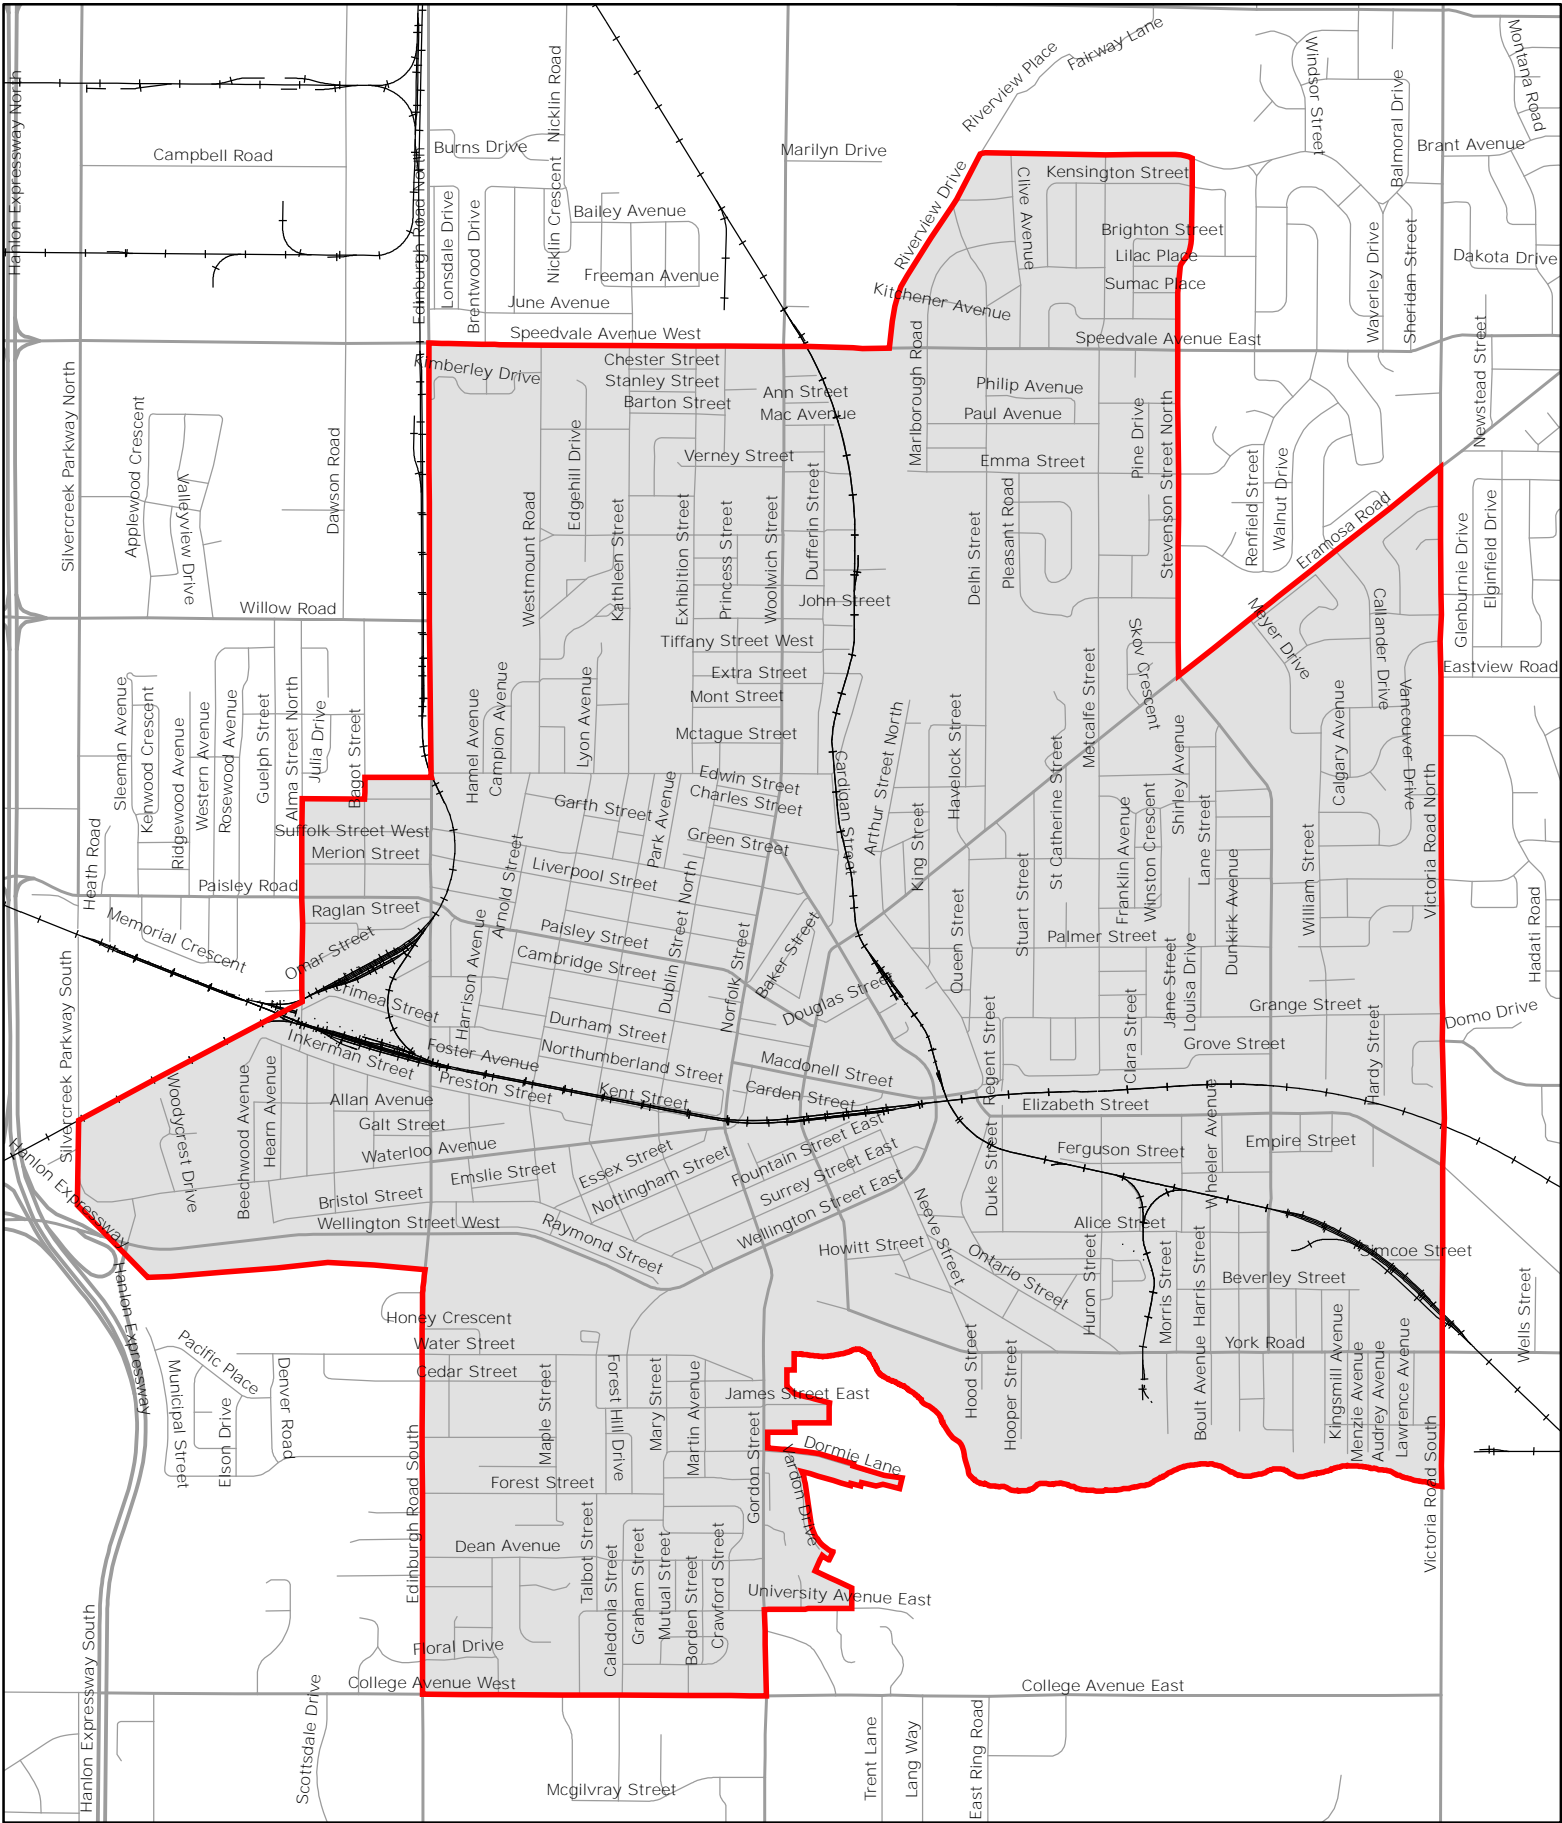 Hanlon Expressway North
Campbell Road
Edinburgh Road North
Burns Drive
Nicklin Road
Nicklin Crescent
Lonsdale Drive
Brentwood Drive
Bailey Avenue
Freeman Avenue
June Avenue
Speedvale Avenue West
Marilyn Drive
Riverview Place
Fairway Lane
Riverview Drive
Kitchener Avenue
Clive Avenue
Kensington Street
Brighton Street
Lilac Place
Sumac Place
Speedvale Avenue East
Windsor Street
Balmoral Drive
Montana Road
Brant Avenue
Waverley Drive
Sheridan Street
Dakota Drive
Newstead Street
Silvercreek Parkway North
Applewood Crescent
Valleyview Drive
Dawson Road
Willow Road
Kimberley Drive
Chester Street
Stanley Street
Barton Street
Ann Street
Mac Avenue
Verney Street
Edgehill Drive
Westmount Road
Kathleen Street
Exhibition Street
Princess Street
Woolwich Street
Dufferin Street
John Street
Tiffany Street West
Extra Street
Mont Street
Mctague Street
Marlborough Road
Philip Avenue
Paul Avenue
Emma Street
Pine Drive
Stevenson Street North
Delhi Street
Pleasant Road
Renfield Street
Walnut Drive
Eramosa Road
Glenburnie Drive
Elginfield Drive
Eastview Road
Meyer Drive
Callander Drive
Vancouver Drive
Calgary Avenue
Victoria Road North
Skov Crescent
Metcalfe Street
Sleeman Avenue
Kenwood Crescent
Ridgewood Avenue
Western Avenue
Rosewood Avenue
Guelph Street
Alma Street North
Julia Drive
Bagot Street
Hamel Avenue
Campion Avenue
Lyon Avenue
Edwin Street
Charles Street
Garth Street
Park Avenue
Green Street
Cardigan Street
Arthur Street North
King Street
Havelock Street
St Catherine Street
Franklin Avenue
Winston Crescent
Shirley Avenue
Lane Street
Dunkirk Avenue
William Street
Heath Road
Suffolk Street West
Merion Street
Paisley Road
Raglan Street
Memorial Crescent
Omar Street
Crimea Street
Arnold Street
Harrison Avenue
Liverpool Street
Paisley Street
Cambridge Street
Dublin Street North
Norfolk Street
Baker Street
Douglas Street
Durham Street
Northumberland Street
Macdonell Street
Carden Street
Queen Street
Stuart Street
Palmer Street
Regent Street
Clara Street
Jane Street
Louisa Drive
Grange Street
Grove Street
Hardy Street
Hadati Road
Domo Drive
Silvercreek Parkway South
Inkerman Street
Foster Avenue
Preston Street
Kent Street
Allan Avenue
Galt Street
Waterloo Avenue
Emslie Street
Bristol Street
Wellington Street West
Woodycrest Drive
Beechwood Avenue
Hearn Avenue
Essex Street
Nottingham Street
Fountain Street East
Surrey Street East
Wellington Street East
Raymond Street
Elizabeth Street
Ferguson Street
Wheeler Avenue
Empire Street
Duke Street
Alice Street
Neeve Street
Howitt Street
Ontario Street
Huron Street
Morris Street
Harris Street
Boult Avenue
Beverley Street
Simcoe Street
York Road
Wells Street
Hanlon Expressway
Hanlon Expressway
Hanlon Expressway
Pacific Place
Municipal Street
Elson Drive
Denver Road
Honey Crescent
Water Street
Cedar Street
Maple Street
Forest Hill Drive
Mary Street
Martin Avenue
James Street East
Gordon Street
Dormie Lane
Vardon Drive
Hood Street
Hooper Street
Kingsmill Avenue
Menzie Avenue
Audrey Avenue
Lawrence Avenue
Victoria Road South
Edinburgh Road South
Forest Street
Dean Avenue
Talbot Street
Caledonia Street
Graham Street
Mutual Street
Borden Street
Crawford Street
University Avenue East
Floral Drive
College Avenue West
College Avenue East
Hanlon Expressway South
Scottsdale Drive
Mcgilvray Street
Trent Lane
Lang Way
East Ring Road